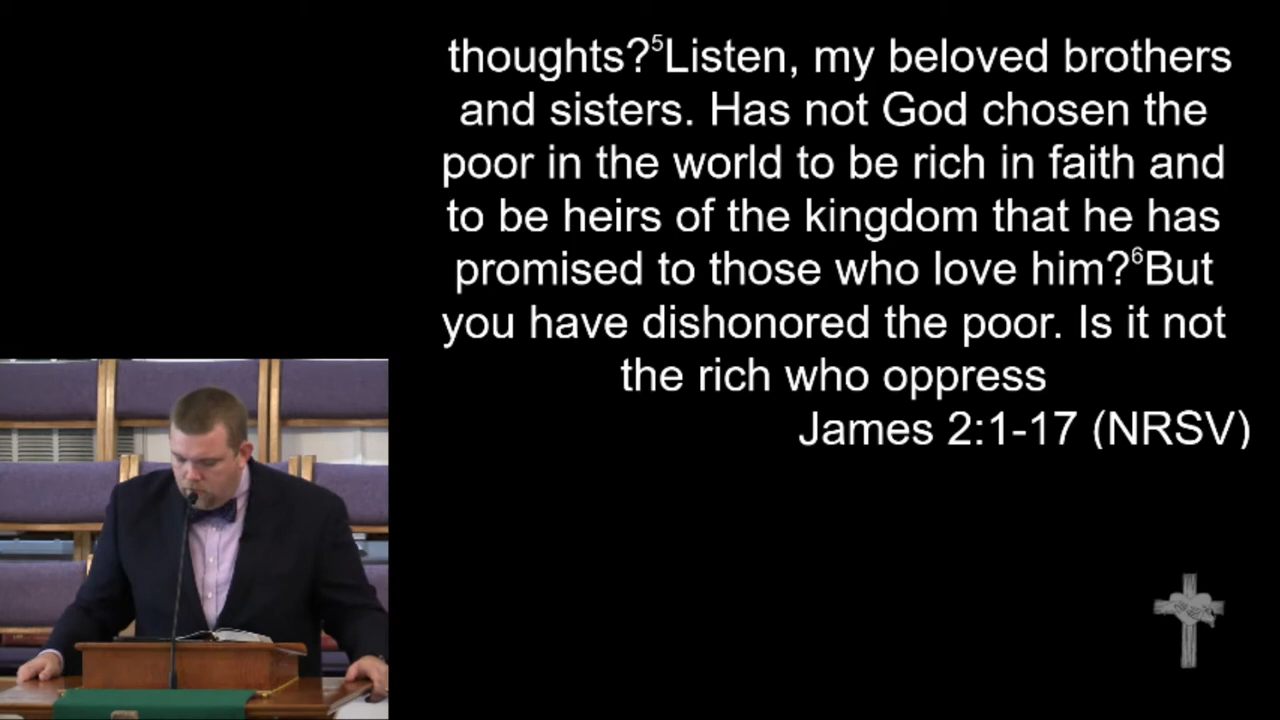 thoughts?⁵Listen, my beloved brothers
and sisters. Has not God chosen the
poor in the world to be rich in faith and
to be heirs of the kingdom that he has
promised to those who love him?⁶But
you have dishonored the poor. Is it not
the rich who oppress
James 2:1-17 (NRSV)